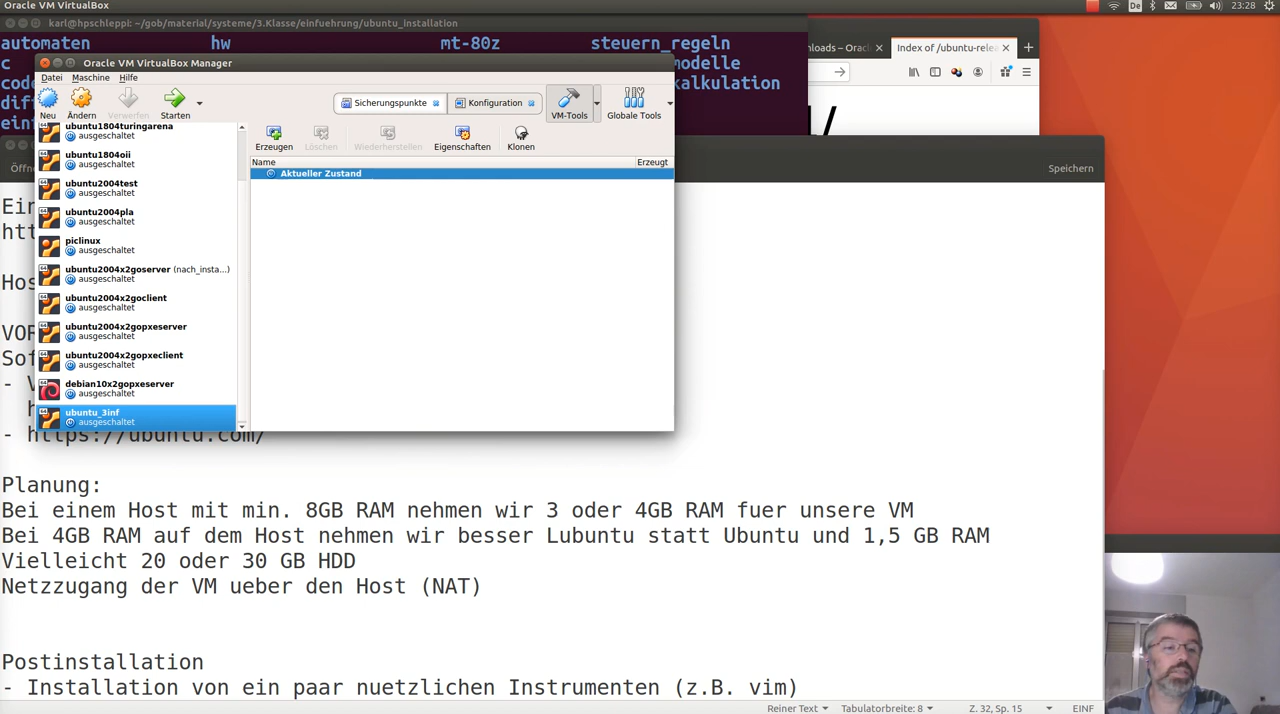 Oracle VM VirtualBox
De
23:28
karl@hpschleppi: ~/gob/material/systeme/3.Klasse/einfuehrung/ubuntu_installation
automaten hw mt-80z steuern_regeln
c
modelle
kalkulation
nloads – Orac
Index of /ubuntu-rele
/
Oracle VM VirtualBox Manager
Datei Maschine Hilfe
Neu Ändern Verwerfen Starten
Sicherungspunkte
Konfiguration
VM-Tools
Globale Tools
Erzeugen Löschen Wiederherstellen Eigenschaften Klonen
Name Erzeugt
Aktueller Zustand
ubuntu1804turingarena
ausgeschaltet
ubuntu1804oii
ausgeschaltet
ubuntu2004test
ausgeschaltet
ubuntu2004pla
ausgeschaltet
piclinux
ausgeschaltet
ubuntu2004x2goserver (nach_insta...)
ausgeschaltet
ubuntu2004x2goclient
ausgeschaltet
ubuntu2004x2gopxeserver
ausgeschaltet
ubuntu2004x2gopxeclient
ausgeschaltet
debian10x2gopxeserver
ausgeschaltet
ubuntu_3inf
ausgeschaltet
Speichern
- https://ubuntu.com/
Planung:
Bei einem Host mit min. 8GB RAM nehmen wir 3 oder 4GB RAM fuer unsere VM
Bei 4GB RAM auf dem Host nehmen wir besser Lubuntu statt Ubuntu und 1,5 GB RAM
Vielleicht 20 oder 30 GB HDD
Netzzugang der VM ueber den Host (NAT)
Postinstallation
- Installation von ein paar nuetzlichen Instrumenten (z.B. vim)
Reiner Text Tabulatorbreite: 8 Z. 32, Sp. 15 EINF